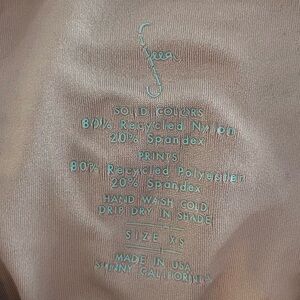 SOLID COLORS
80% Recycled Nylon
20% Spandex
PRINTS
80% Recycled Polyester
20% Spandex
HAND WASH COLD
DRIP DRY IN SHADE
SIZE XS
MADE IN USA
SUNNY CALIFORNIA